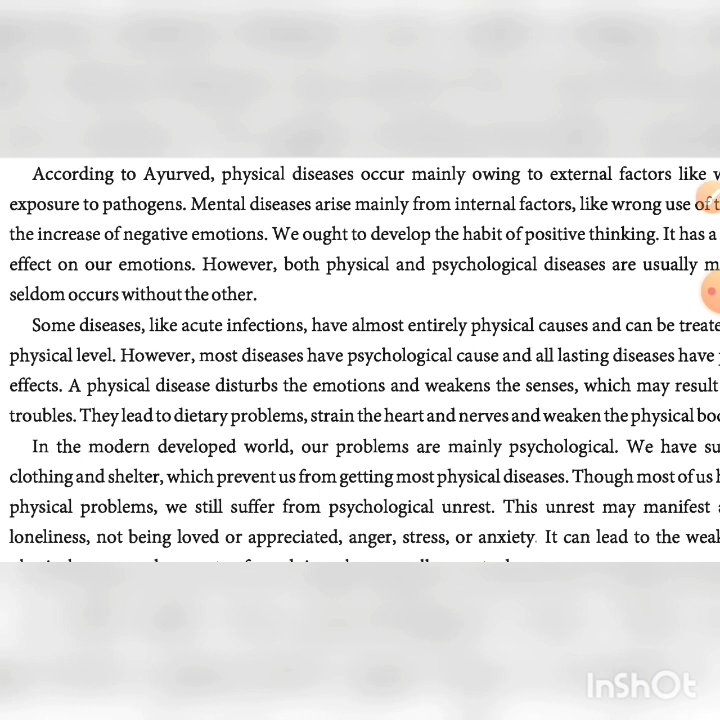 According to Ayurved, physical diseases occur mainly owing to external factors like
exposure to pathogens. Mental diseases arise mainly from internal factors, like wrong use of
the increase of negative emotions. We ought to develop the habit of positive thinking. It has a
effect on our emotions. However, both physical and psychological diseases are usually
seldom occurs without the other.
Some diseases, like acute infections, have almost entirely physical causes and can be
physical level. However, most diseases have psychological cause and all lasting diseases have
effects. A physical disease disturbs the emotions and weakens the senses, which may result
troubles. They lead to dietary problems, strain the heart and nerves and weaken the physical
In the modern developed world, our problems are mainly psychological. We have
clothing and shelter, which prevent us from getting most physical diseases. Though most of us
physical problems, we still suffer from psychological unrest. This unrest may manifest
loneliness, not being loved or appreciated, anger, stress, or anxiety. It can lead to the
InShOt